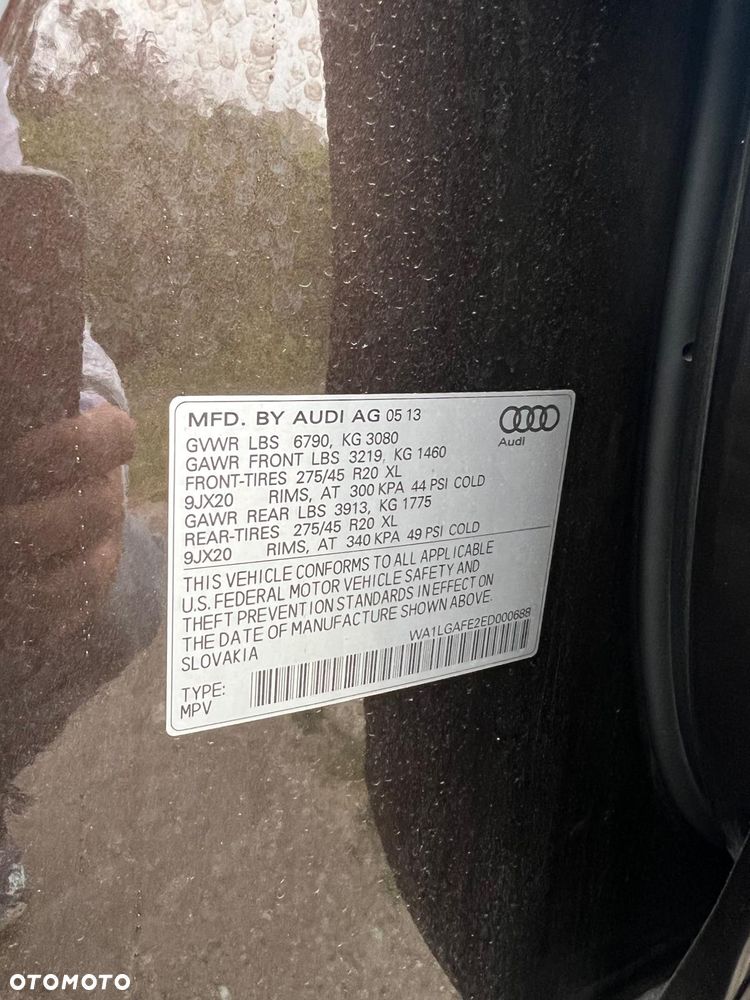 MFD. BY AUDI AG 05 13
Audi
GVWR LBS 6790, KG 3080
GAWR FRONT LBS 3219, KG 1460
FRONT-TIRES 275/45 R20 XL
9JX20 RIMS, AT 300 KPA 44 PSI COLD
GAWR REAR LBS 3913, KG 1775
REAR-TIRES 275/45 R20 XL
9JX20 RIMS, AT 340 KPA 49 PSI COLD
THIS VEHICLE CONFORMS TO ALL APPLICABLE
U.S. FEDERAL MOTOR VEHICLE SAFETY AND
THEFT PREVENTION STANDARDS IN EFFECT ON
THE DATE OF MANUFACTURE SHOWN ABOVE.
SLOVAKIA
WA1LGAFE2ED000688
TYPE:
MPV
OTOMOTO